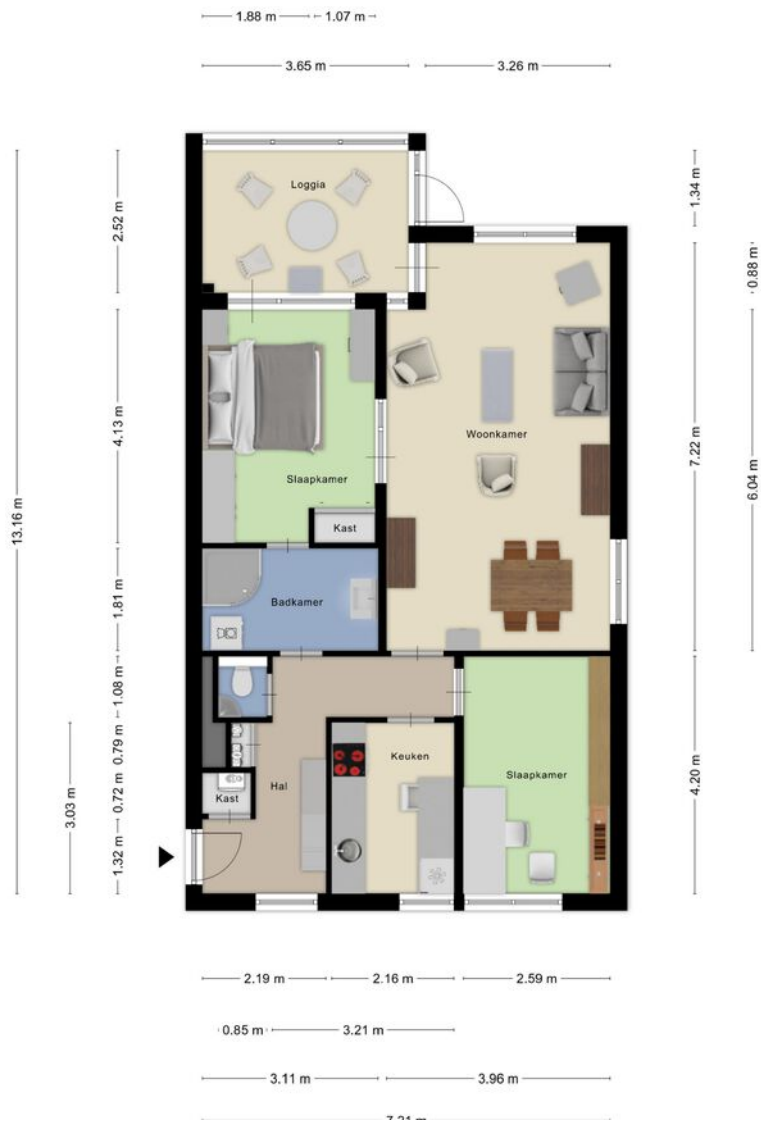 1.88 m
1.07 m
3.65 m
3.26 m
Loggia
2.52 m
1.34 m
0.88 m
4.13 m
Woonkamer
7.22 m
6.04 m
Slaapkamer
Kast
13.16 m
Badkamer
1.81 m
1.08 m
0.79 m
0.72 m
1.32 m
3.03 m
Keuken
Slaapkamer
Hal
Kast
4.20 m
2.19 m
2.16 m
2.59 m
0.85 m
3.21 m
3.11 m
3.96 m